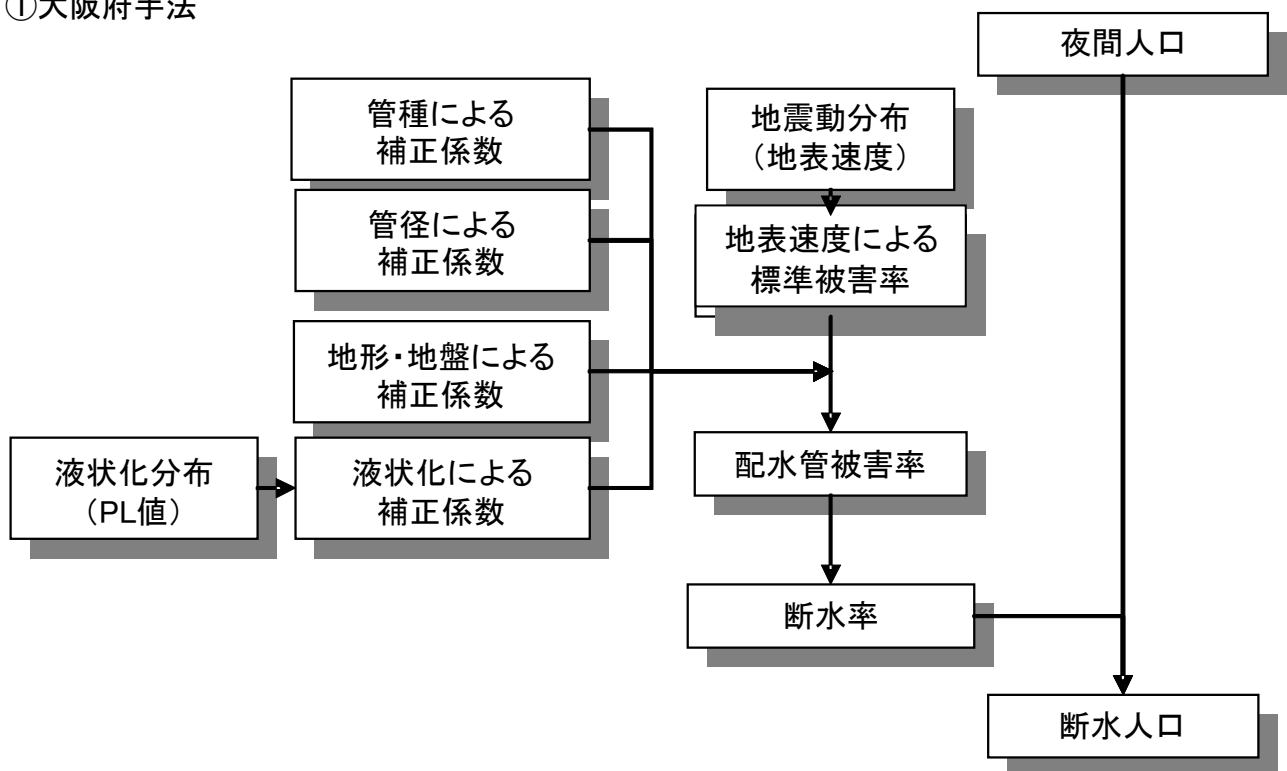 ①大阪府手法
夜間人口
管種による
補正係数
地震動分布
（地表速度）
管径による
補正係数
地表速度による
標準被害率
地形・地盤による
補正係数
液状化分布
（PL値）
液状化による
補正係数
配水管被害率
断水率
断水人口